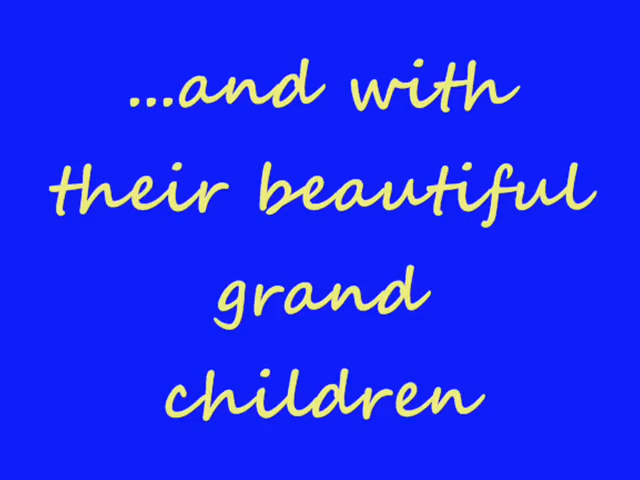 ...and with
their beautiful
grand
children